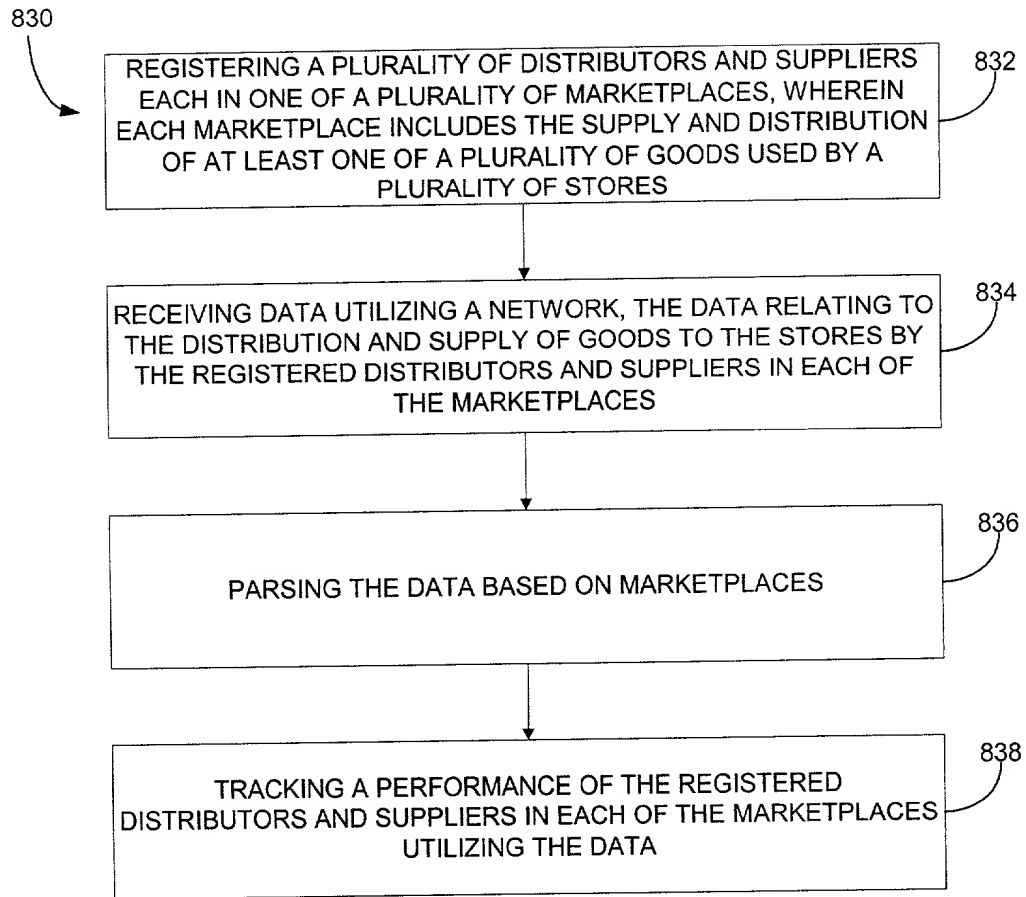 830
REGISTERING A PLURALITY OF DISTRIBUTORS AND SUPPLIERS
EACH IN ONE OF A PLURALITY OF MARKETPLACES, WHEREIN
EACH MARKETPLACE INCLUDES THE SUPPLY AND DISTRIBUTION
OF AT LEAST ONE OF A PLURALITY OF GOODS USED BY A
PLURALITY OF STORES
832
RECEIVING DATA UTILIZING A NETWORK, THE DATA RELATING TO
THE DISTRIBUTION AND SUPPLY OF GOODS TO THE STORES BY
THE REGISTERED DISTRIBUTORS AND SUPPLIERS IN EACH OF
THE MARKETPLACES
834
PARSING THE DATA BASED ON MARKETPLACES
836
TRACKING A PERFORMANCE OF THE REGISTERED
DISTRIBUTORS AND SUPPLIERS IN EACH OF THE MARKETPLACES
UTILIZING THE DATA
838